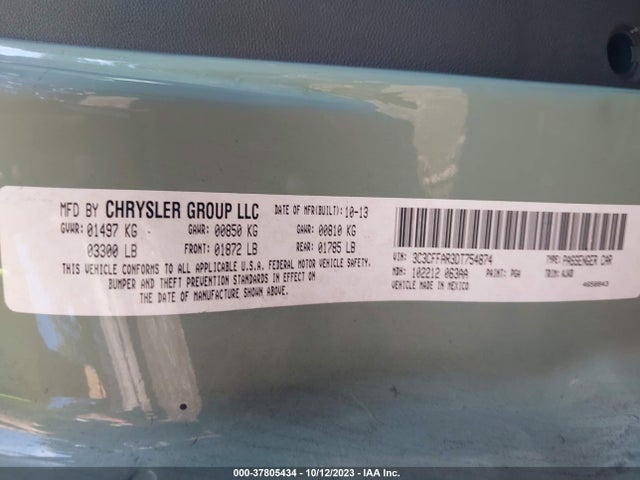 MFD BY CHRYSLER GROUP LLC DATE OF MFR(BUILT): 10-13
GVWR: 01497 KG GAWR: 00850 KG GAWR: 00810 KG
03300 LB FRONT: 01872 LB REAR: 01785 LB
THIS VEHICLE CONFORMS TO ALL APPLICABLE U.S.A. FEDERAL MOTOR VEHICLE SAFETY,
BUMPER AND THEFT PREVENTION STANDARDS IN EFFECT ON
THE DATE OF MANUFACTURE SHOWN ABOVE.
VIN: 3C3CFFAR3DT754874 TYPE: PASSENGER CAR
MDH: 102212 063AA PAINT: PGA TRIM: AJX0
VEHICLE MADE IN MEXICO 4650843
000-37805434 - 10/12/2023 - IAA Inc.